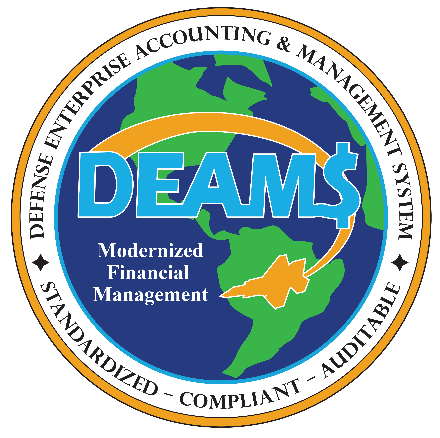 DEFENSE ENTERPRISE ACCOUNTING & MANAGEMENT SYSTEM
DEAM$
Modernized
Financial
Management
STANDARDIZED – COMPLIANT – AUDITABLE